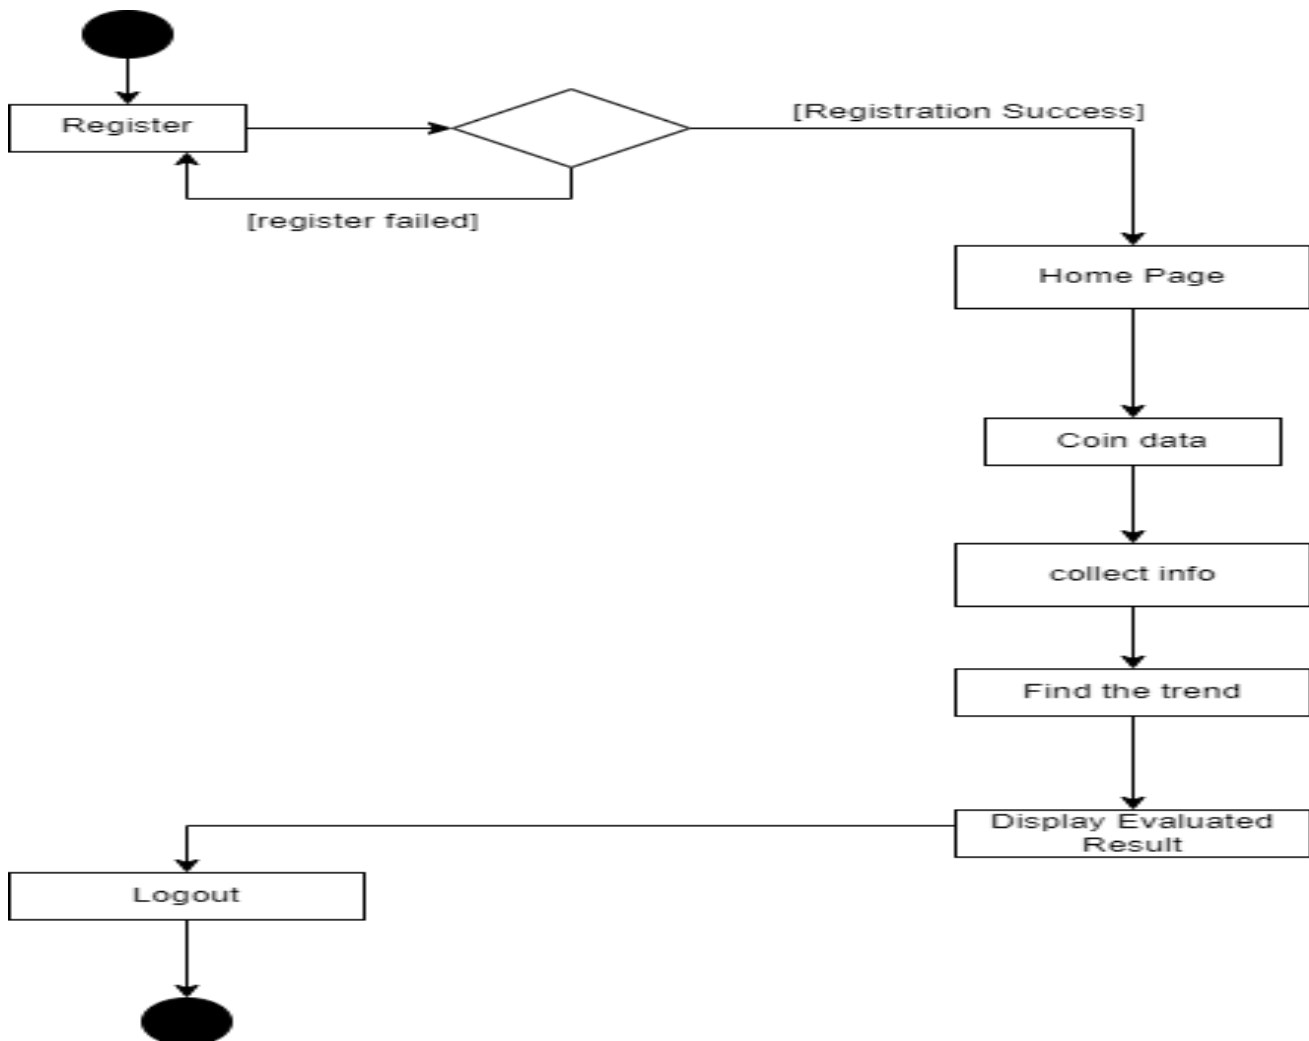 Register
[Registration Success]
[register failed]
Home Page
Coin data
collect info
Find the trend
Display Evaluated
Result
Logout